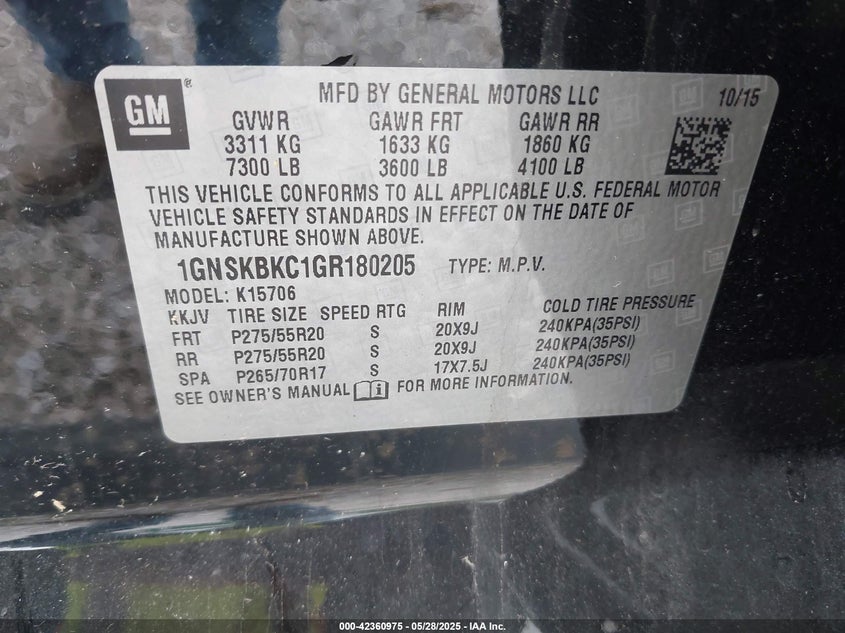 GM ®
MFD BY GENERAL MOTORS LLC 10/15
GVWR GAWR FRT GAWR RR
3311 KG 1633 KG 1860 KG
7300 LB 3600 LB 4100 LB
THIS VEHICLE CONFORMS TO ALL APPLICABLE U.S. FEDERAL MOTOR
VEHICLE SAFETY STANDARDS IN EFFECT ON THE DATE OF
MANUFACTURE SHOWN ABOVE.
1GNSKBKC1GR180205 TYPE: M.P.V.
MODEL: K15706
KKJV TIRE SIZE SPEED RTG RIM COLD TIRE PRESSURE
FRT P275/55R20 S 20X9J 240KPA(35PSI)
RR P275/55R20 S 20X9J 240KPA(35PSI)
SPA P265/70R17 S 17X7.5J 240KPA(35PSI)
SEE OWNER'S MANUAL i FOR MORE INFORMATION.
000-42360975 - 05/28/2025 - IAA Inc.